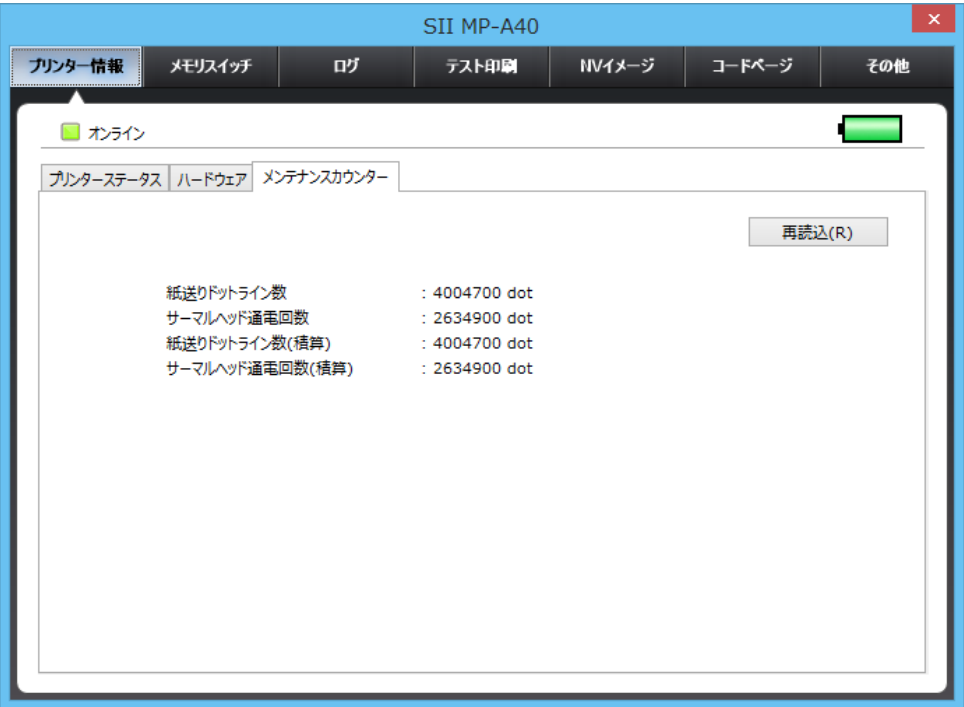 SII MP-A40
プリンター情報 メモリスイッチ ログ テスト印刷 NVイメージ コードページ その他
オンライン
プリンターステータス ハードウェア メンテナンスカウンター
再読込(R)
紙送りドットライン数 : 4004700 dot
サーマルヘッド通電回数 : 2634900 dot
紙送りドットライン数(積算) : 4004700 dot
サーマルヘッド通電回数(積算) : 2634900 dot